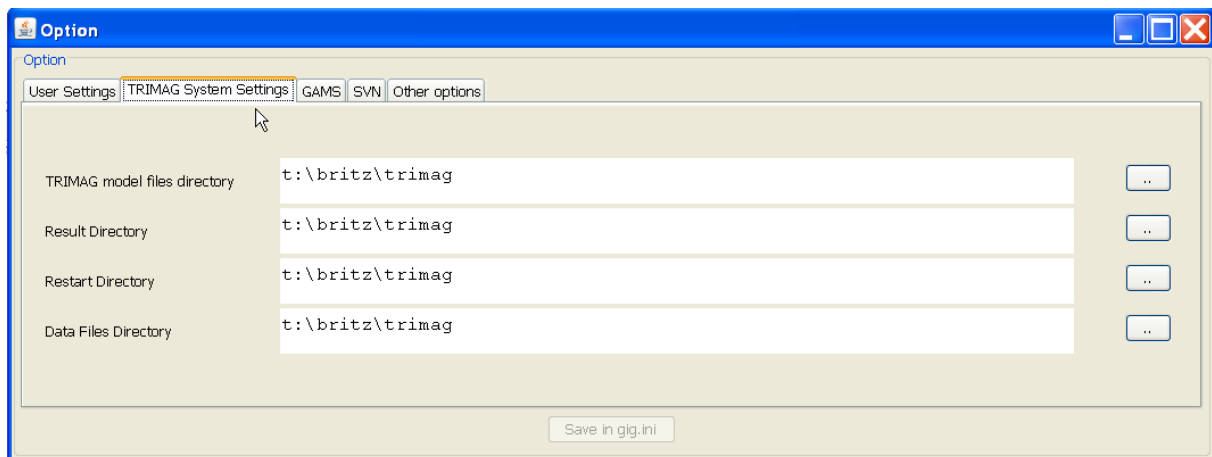 Option
Option
User Settings TRIMAG System Settings GAMS SVN Other options
TRIMAG model files directory t:\britz\trimag ..
Result Directory t:\britz\trimag ..
Restart Directory t:\britz\trimag ..
Data Files Directory t:\britz\trimag ..
Save in gig.ini